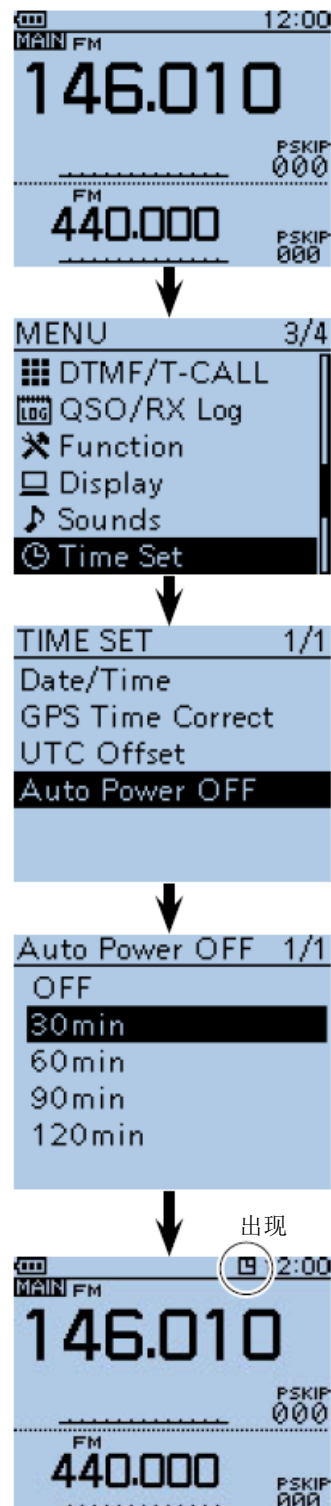 12:00
MAIN FM
146.010
PSKIP
000
FM
440.000
PSKIP
000
MENU 3/4
DTMF/T-CALL
LOG QSO/RX Log
Function
Display
Sounds
Time Set
TIME SET 1/1
Date/Time
GPS Time Correct
UTC Offset
Auto Power OFF
Auto Power OFF 1/1
OFF
30min
60min
90min
120min
出现
12:00
MAIN FM
146.010
PSKIP
000
FM
440.000
PSKIP
000